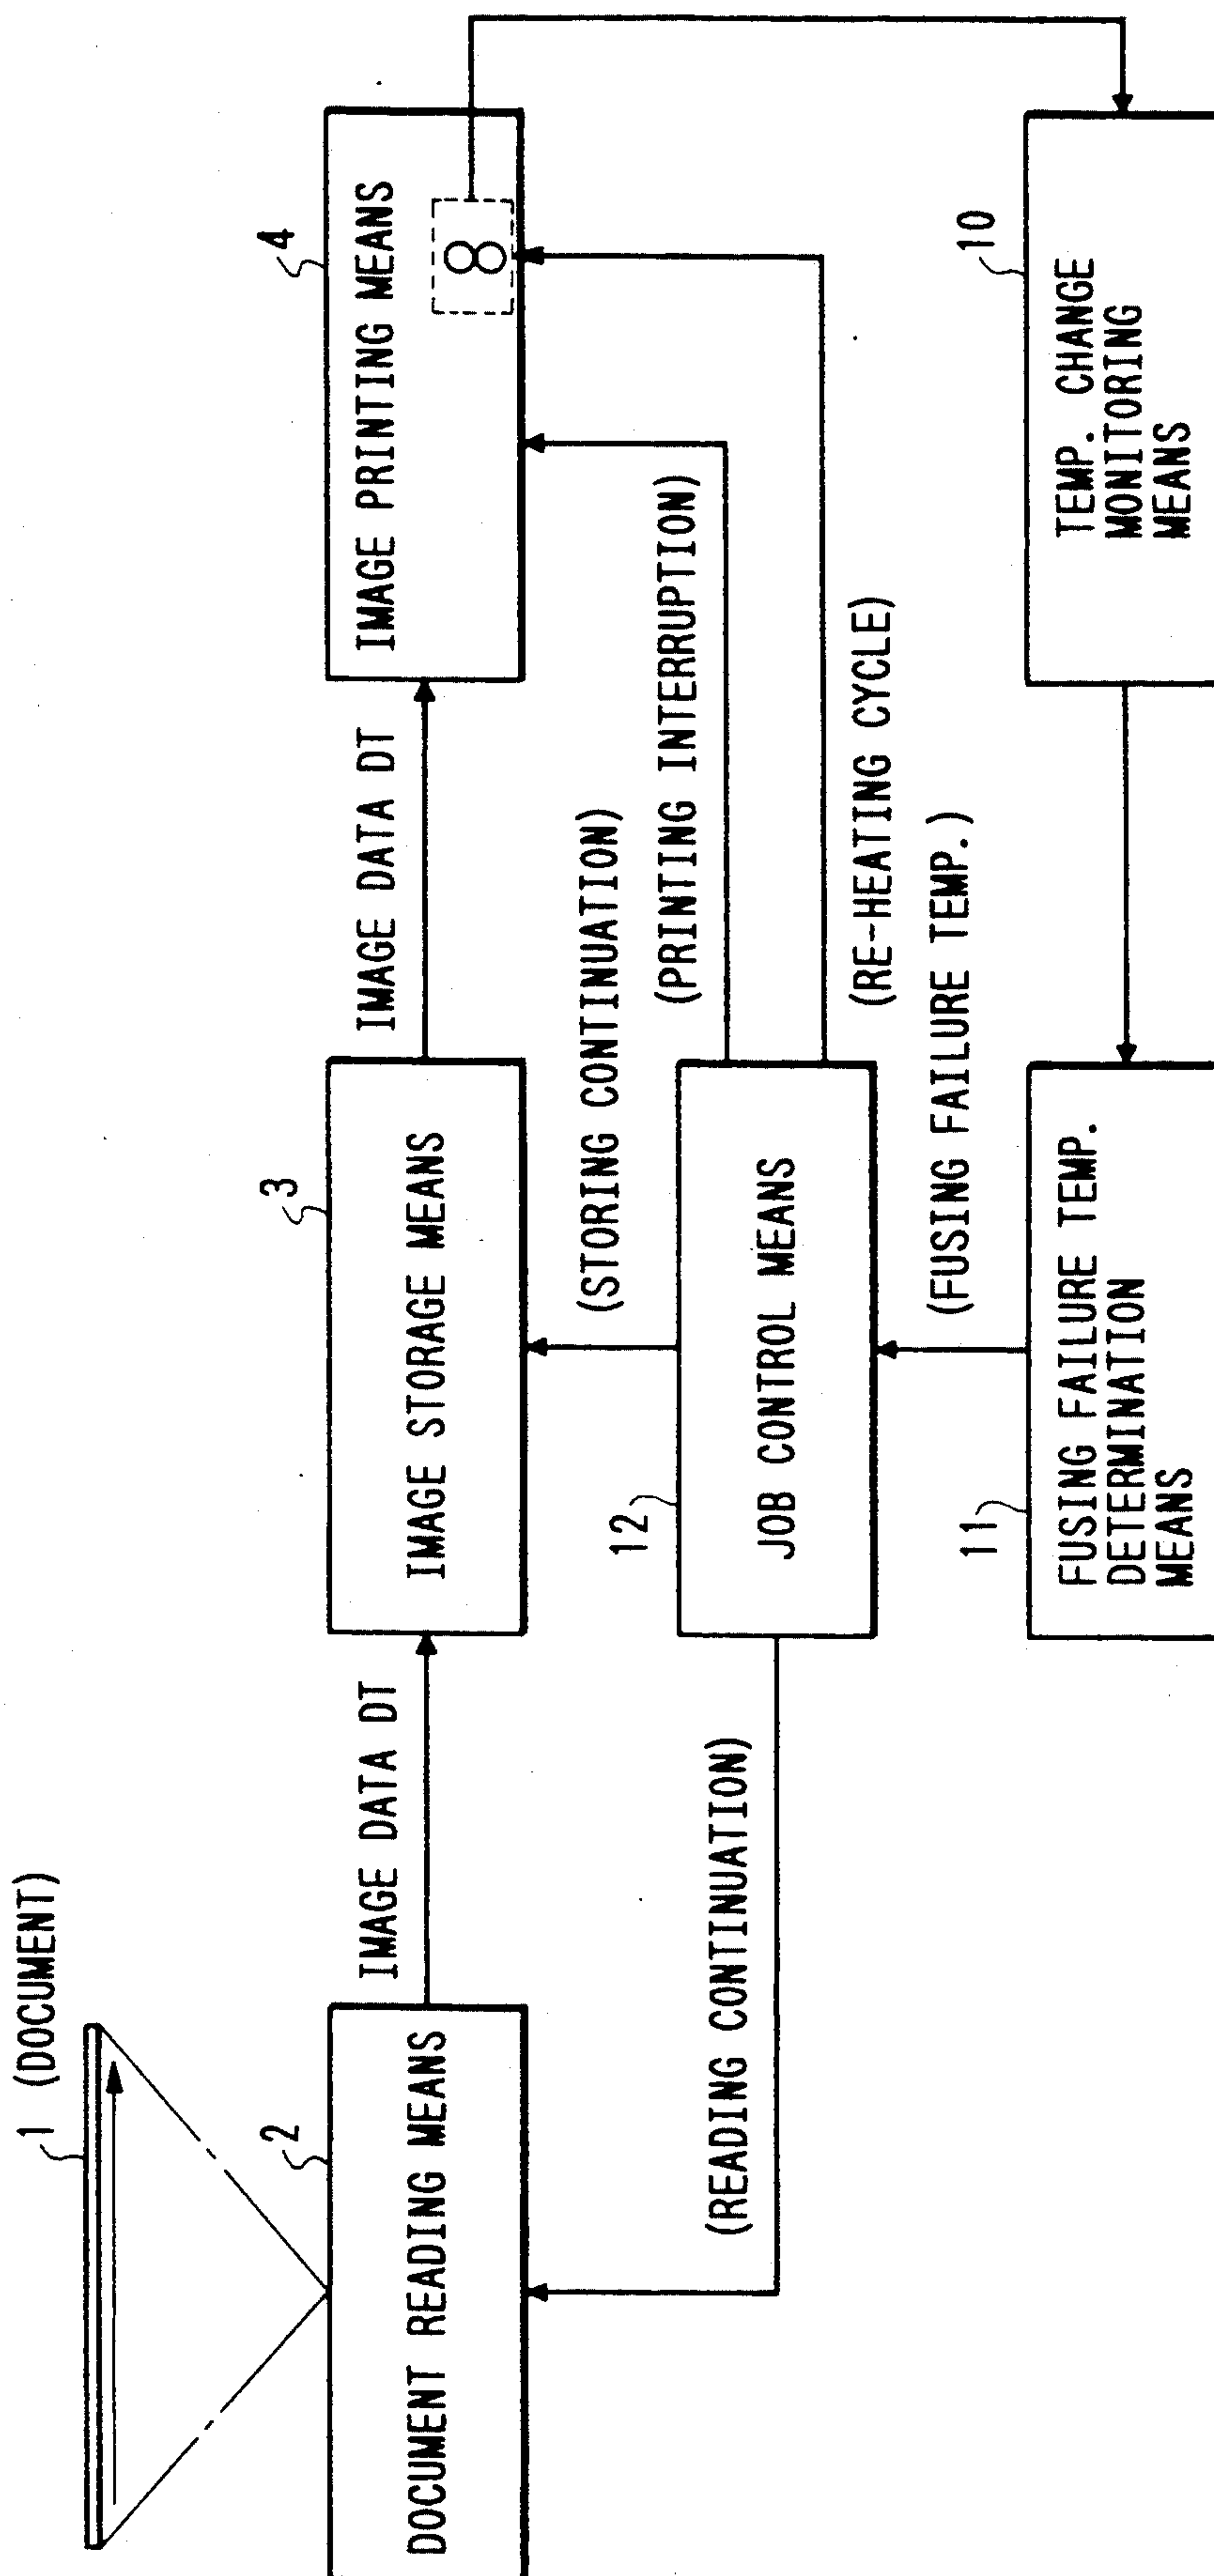 1 (DOCUMENT)
2
DOCUMENT READING MEANS
IMAGE DATA DT
3
IMAGE STORAGE MEANS
IMAGE DATA DT
4
IMAGE PRINTING MEANS
8
(STORING CONTINUATION)
(PRINTING INTERRUPTION)
(READING CONTINUATION)
12
JOB CONTROL MEANS
(RE-HEATING CYCLE)
(FUSING FAILURE TEMP.)
11
FUSING FAILURE TEMP.
DETERMINATION
MEANS
10
TEMP. CHANGE
MONITORING
MEANS